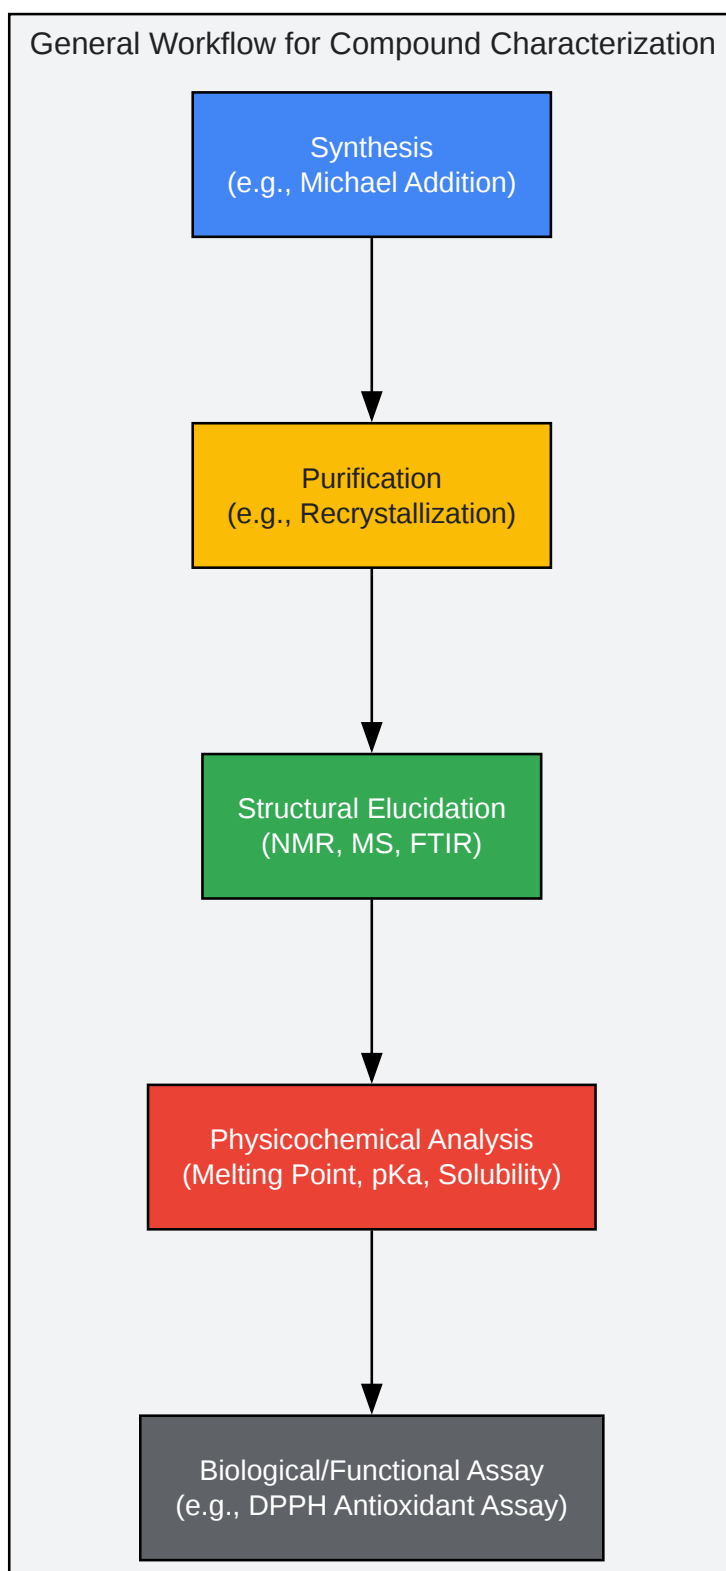 General Workflow for Compound Characterization
Synthesis
(e.g., Michael Addition)
Purification
(e.g., Recrystallization)
Structural Elucidation
(NMR, MS, FTIR)
Physicochemical Analysis
(Melting Point, pKa, Solubility)
Biological/Functional Assay
(e.g., DPPH Antioxidant Assay)